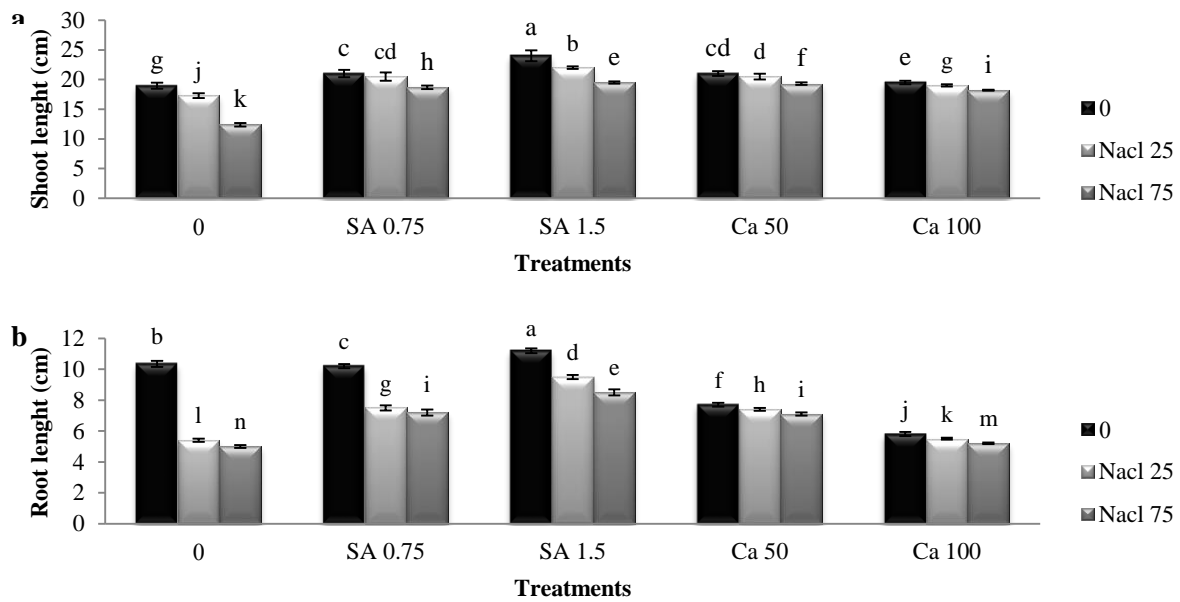 a
Shoot lenght (cm)
30
25
20
15
10
5
0
g
j
k
c
cd
h
a
b
e
cd
d
f
e
g
i
0
SA 0.75
SA 1.5
Ca 50
Ca 100
Treatments
0
Nacl 25
Nacl 75
b
Root lenght (cm)
12
10
8
6
4
2
0
b
l
n
c
g
i
a
d
e
f
h
i
j
k
m
0
SA 0.75
SA 1.5
Ca 50
Ca 100
Treatments
0
Nacl 25
Nacl 75